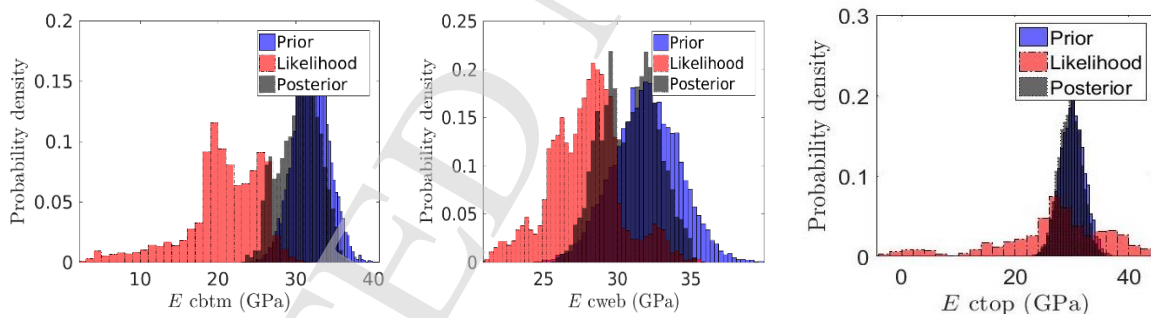 0.2
0.15
0.1
0.05
0
Probability density
Prior
Likelihood
Posterior
10 20 30 40
E cbtm (GPa)
0.25
0.20
0.15
0.10
0.05
0
Probability density
Prior
Likelihood
Posterior
25 30 35
E cweb (GPa)
0.3
0.2
0.1
0
Probability density
Prior
Likelihood
Posterior
0 20 40
E ctop (GPa)